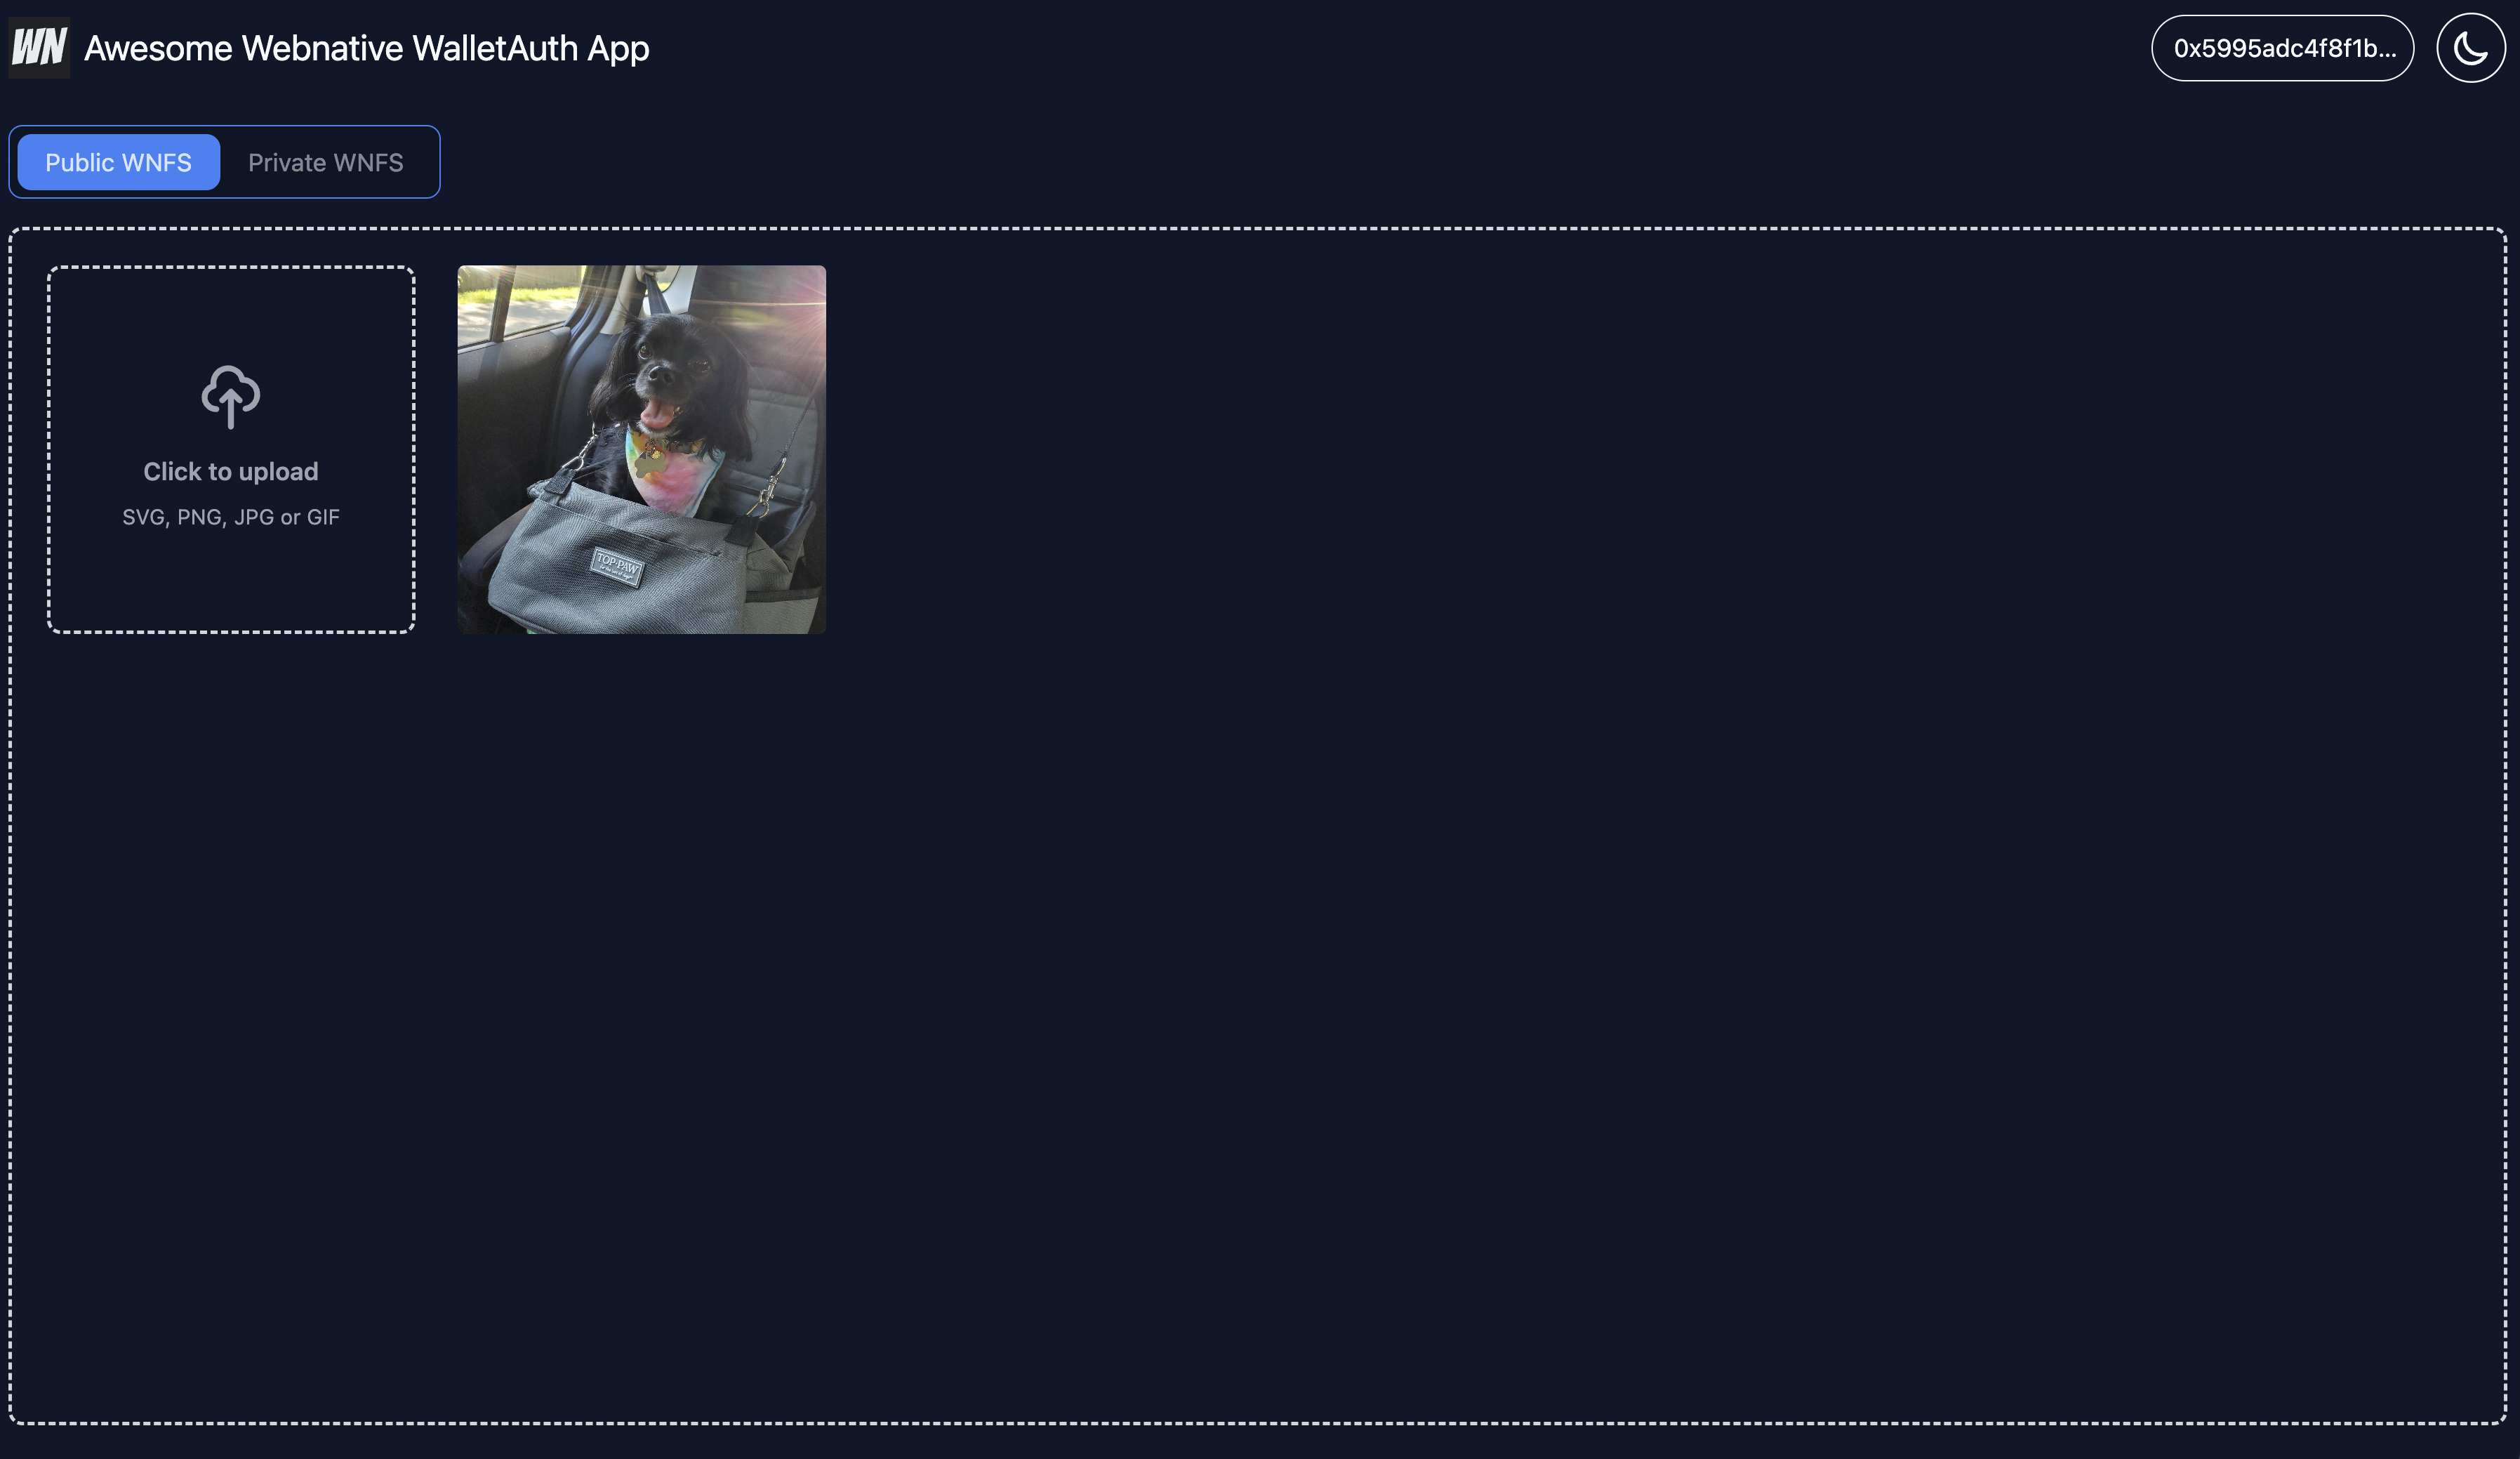 WN
Awesome Webnative WalletAuth App
0x5995adc4f8f1b...
Public WNFS
Private WNFS
Click to upload
SVG, PNG, JPG or GIF
TOP PAW